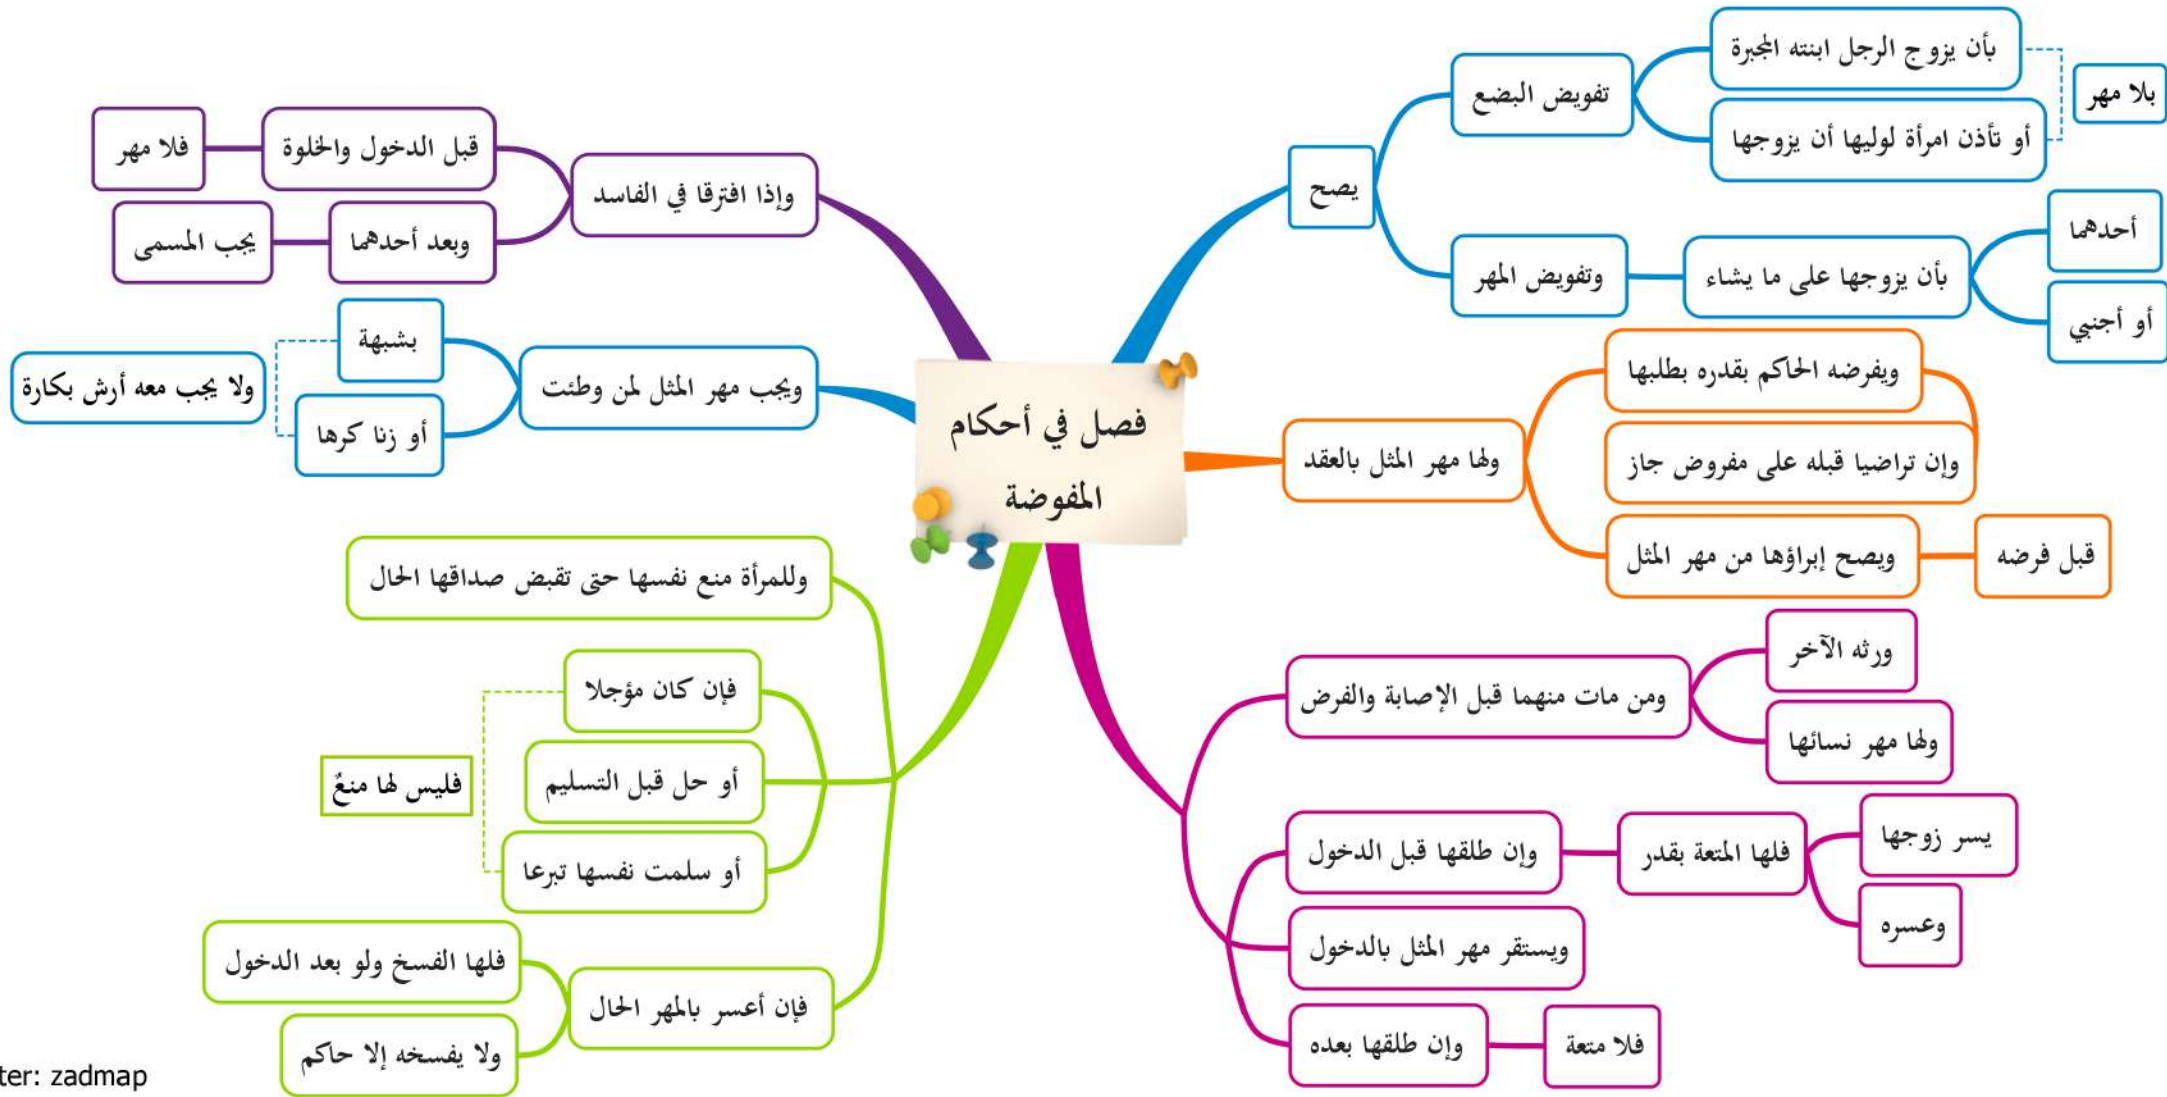 فصل في أحكام
المفوضة
يصح
تفويض البضع
بأن يزوج الرجل ابنته المجبرة
أو تأذن امرأة لوليها أن يزوجها
بلا مهر
وتفويض المهر
بأن يزوجها على ما يشاء
أحدهما
أو أجنبي
ولها مهر المثل بالعقد
ويفرضه الحاكم بقدره بطلبها
وإن تراضيا قبله على مفروض جاز
ويصح إبراؤها من مهر المثل
قبل فرضه
ومن مات منهما قبل الإصابة والفرض
ورثه الآخر
ولها مهر نسائها
وإن طلقها قبل الدخول
فلها المتعة بقدر
يسر زوجها
وعسره
ويستقر مهر المثل بالدخول
وإن طلقها بعده
فلا متعة
وإذا افترقا في الفاسد
قبل الدخول والخلوة
فلا مهر
وبعد أحدهما
يجب المسمى
ويجب مهر المثل لمن وطئت
بشبهة
أو زنا كرها
ولا يجب معه أرش بكارة
وللمرأة منع نفسها حتى تقبض صداقها الحال
فإن كان مؤجلا
أو حل قبل التسليم
أو سلمت نفسها تبرعا
فليس لها منعٌ
فإن أعسر بالمهر الحال
فلها الفسخ ولو بعد الدخول
ولا يفسخه إلا حاكم
ter: zadmap